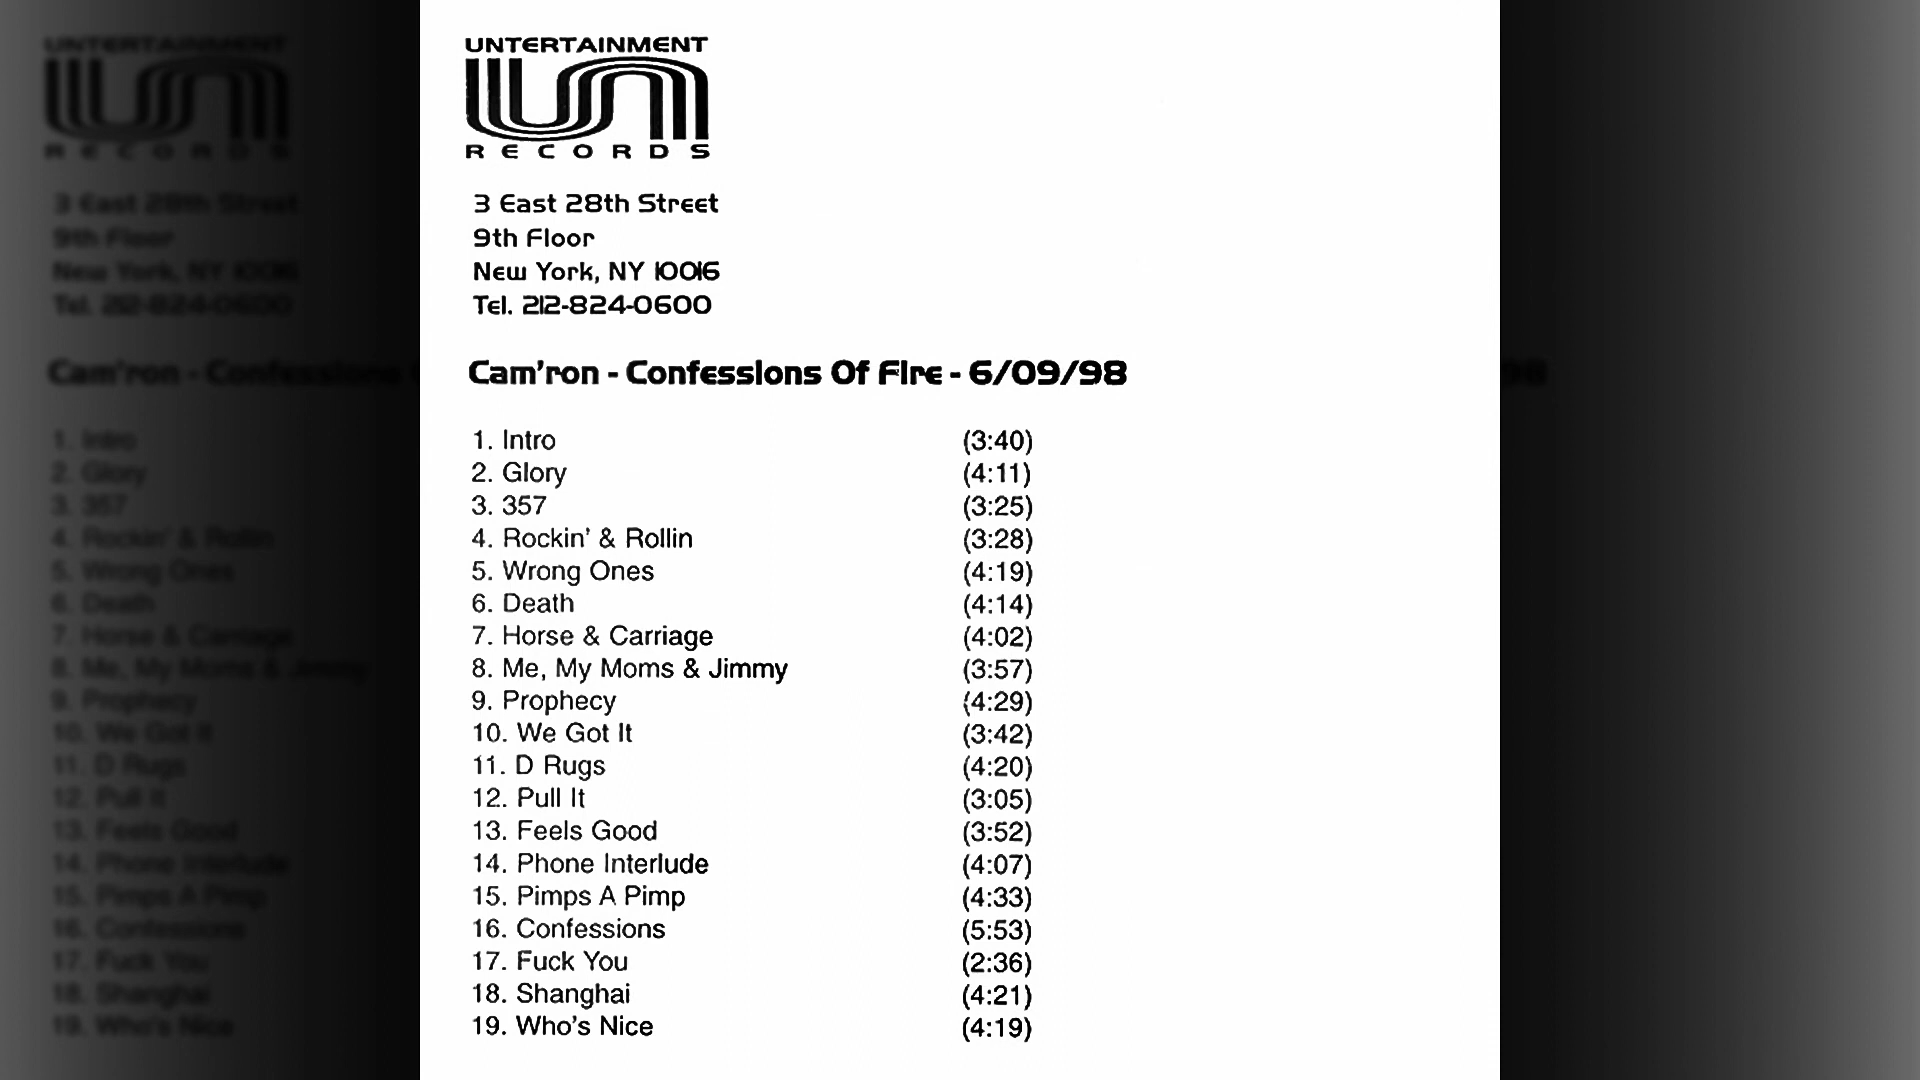 UNTERTAINMENT
un
RECORDS
3 East 28th Street
9th Floor
New York, NY 10016
Tel. 212-824-0600
Cam'ron - Confessions Of Fire - 6/09/98
1. Intro (3:40)
2. Glory (4:11)
3. 357 (3:25)
4. Rockin' & Rollin (3:28)
5. Wrong Ones (4:19)
6. Death (4:14)
7. Horse & Carriage (4:02)
8. Me, My Moms & Jimmy (3:57)
9. Prophecy (4:29)
10. We Got It (3:42)
11. D Rugs (4:20)
12. Pull It (3:05)
13. Feels Good (3:52)
14. Phone Interlude (4:07)
15. Pimps A Pimp (4:33)
16. Confessions (5:53)
17. Fuck You (2:36)
18. Shanghai (4:21)
19. Who's Nice (4:19)